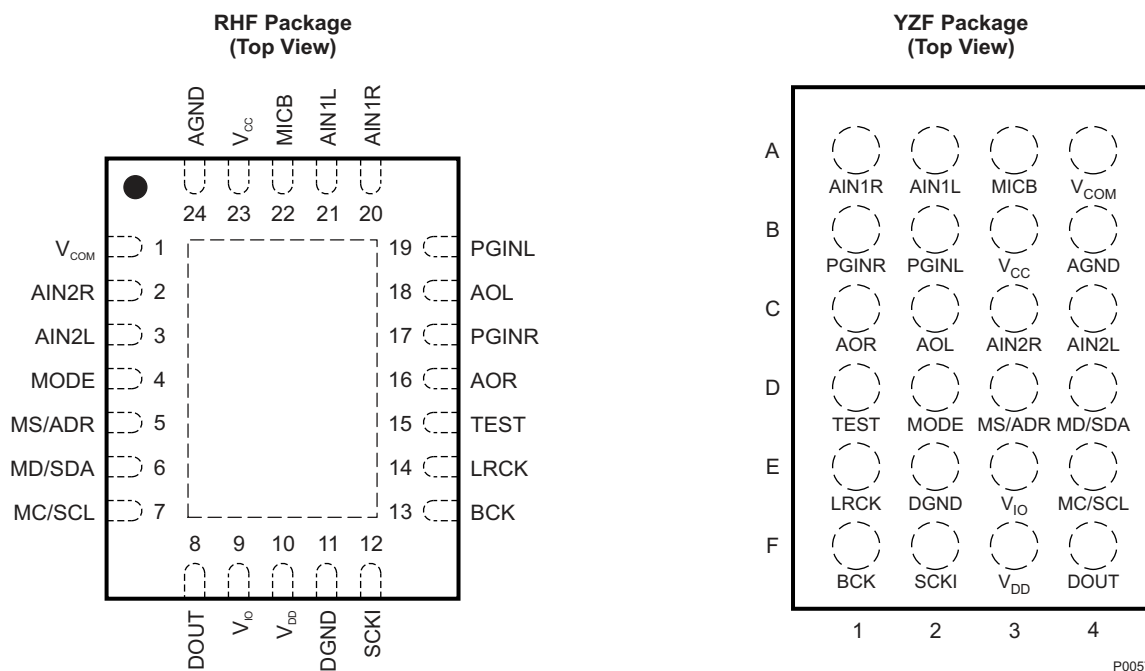 RHF Package
(Top View)
AGND
VCC
MICB
AIN1L
AIN1R
24 23 22 21 20
VCOM 1
AIN2R 2
AIN2L 3
MODE 4
MS/ADR 5
MD/SDA 6
MC/SCL 7
19 PGINL
18 AOL
17 PGINR
16 AOR
15 TEST
14 LRCK
13 BCK
8 9 10 11 12
DOUT
VIO
VDD
DGND
SCKI
YZF Package
(Top View)
A
AIN1R AIN1L MICB VCOM
B
PGINR PGINL VCC AGND
C
AOR AOL AIN2R AIN2L
D
TEST MODE MS/ADR MD/SDA
E
LRCK DGND VIO MC/SCL
F
BCK SCKI VDD DOUT
1 2 3 4
P005